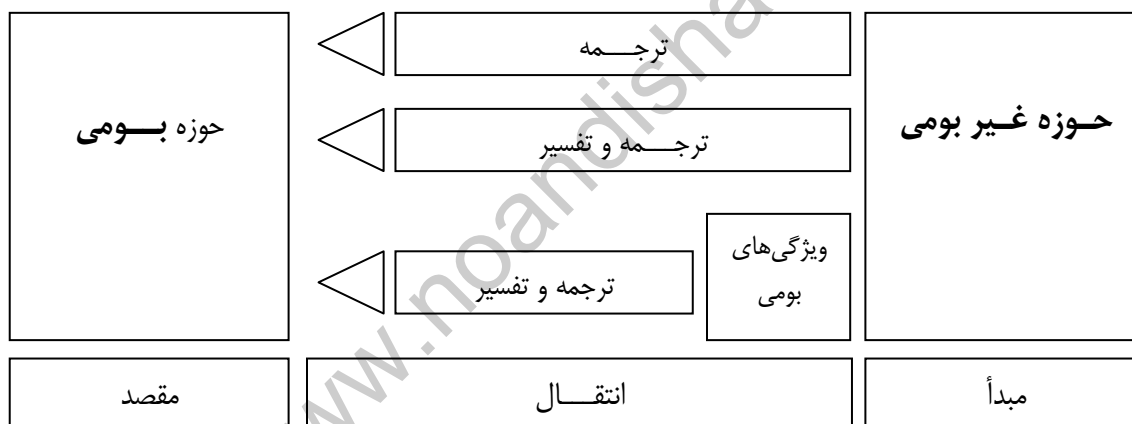 ترجمه
حوزه غیر بومی
حوزه بومی
ترجمه و تفسیر
ویژگی‌های
بومی
ترجمه و تفسیر
مبدأ
انتقال
مقصد
www.noandisha